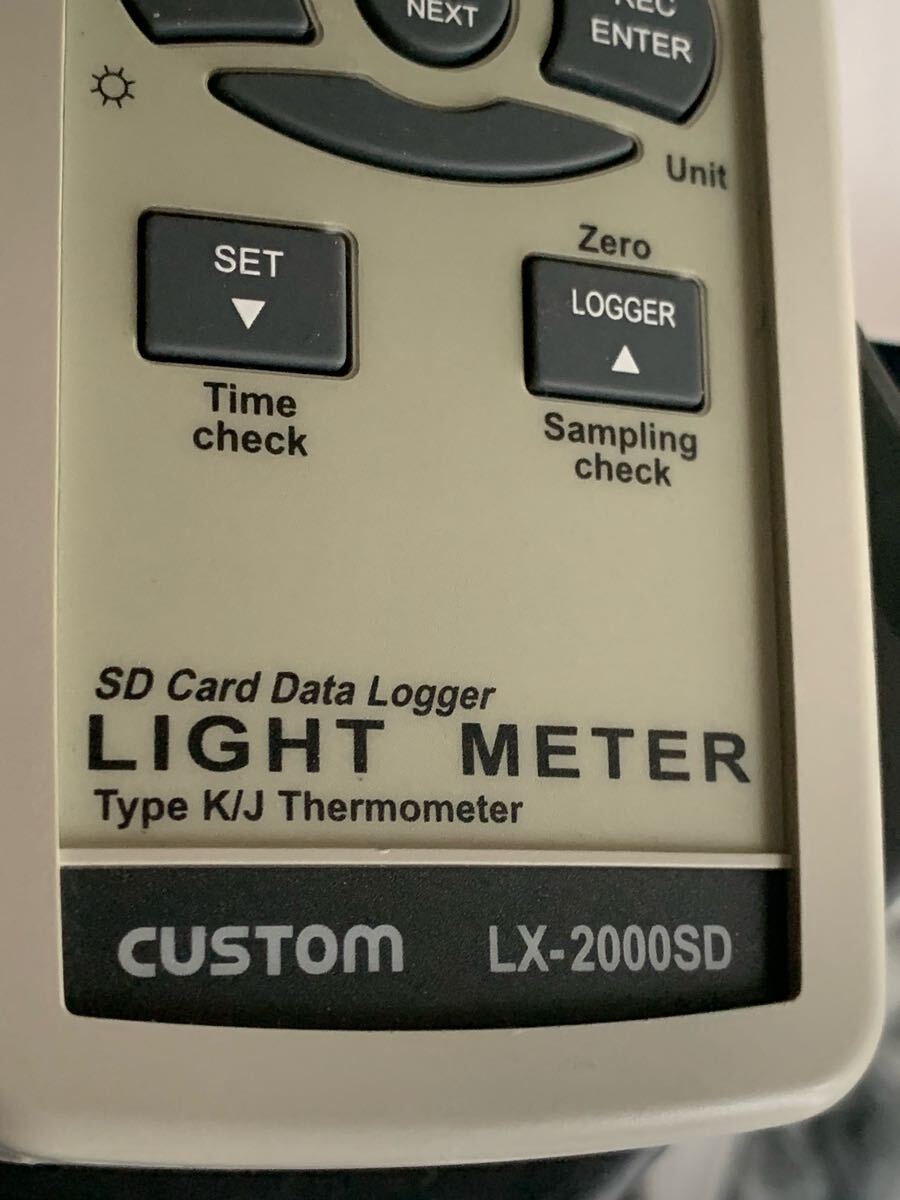 NEXT
REC
ENTER
Unit
SET
▼
Time
check
Zero
LOGGER
▲
Sampling
check
SD Card Data Logger
LIGHT METER
Type K/J Thermometer
CUSTOM LX-2000SD